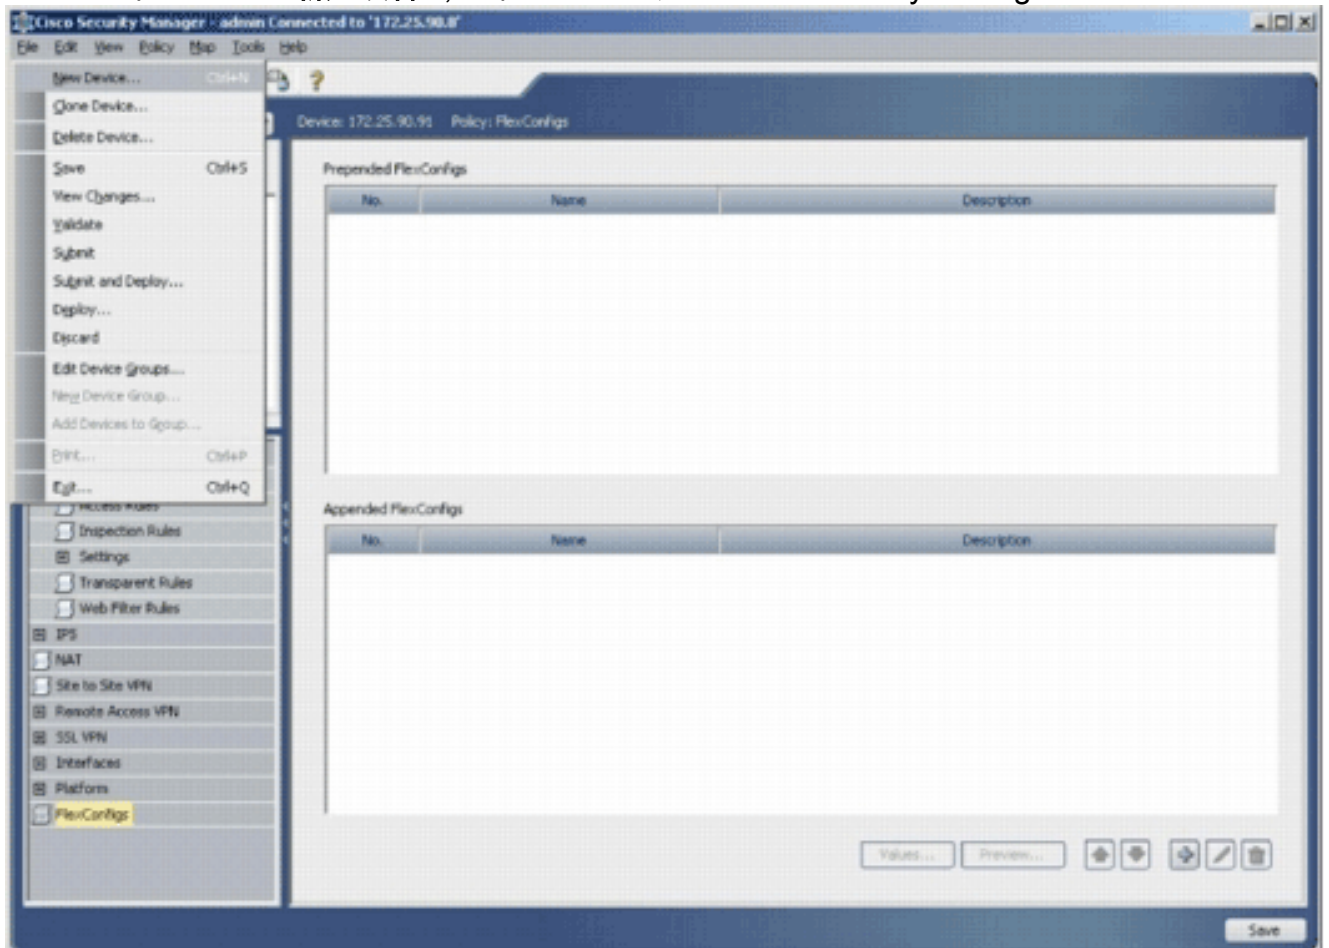 Cisco Security Manager - admin Connected to '172.25.90.8'
File Edit View Policy Map Tools Help
New Device... Ctrl+N
Clone Device...
Delete Device...
Device: 172.25.90.91 Policy: FlexConfigs
Save Ctrl+S
Prepended FlexConfigs
View Changes...
No. Name Description
Validate
Submit
Submit and Deploy...
Deploy...
Discard
Edit Device Groups...
New Device Group...
Add Devices to Group...
Print... Ctrl+P
Exit... Ctrl+Q
Access Rules
Appended FlexConfigs
Inspection Rules
No. Name Description
Settings
Transparent Rules
Web Filter Rules
IPS
NAT
Site to Site VPN
Remote Access VPN
SSL VPN
Interfaces
Platform
FlexConfigs
Values... Preview...
Save